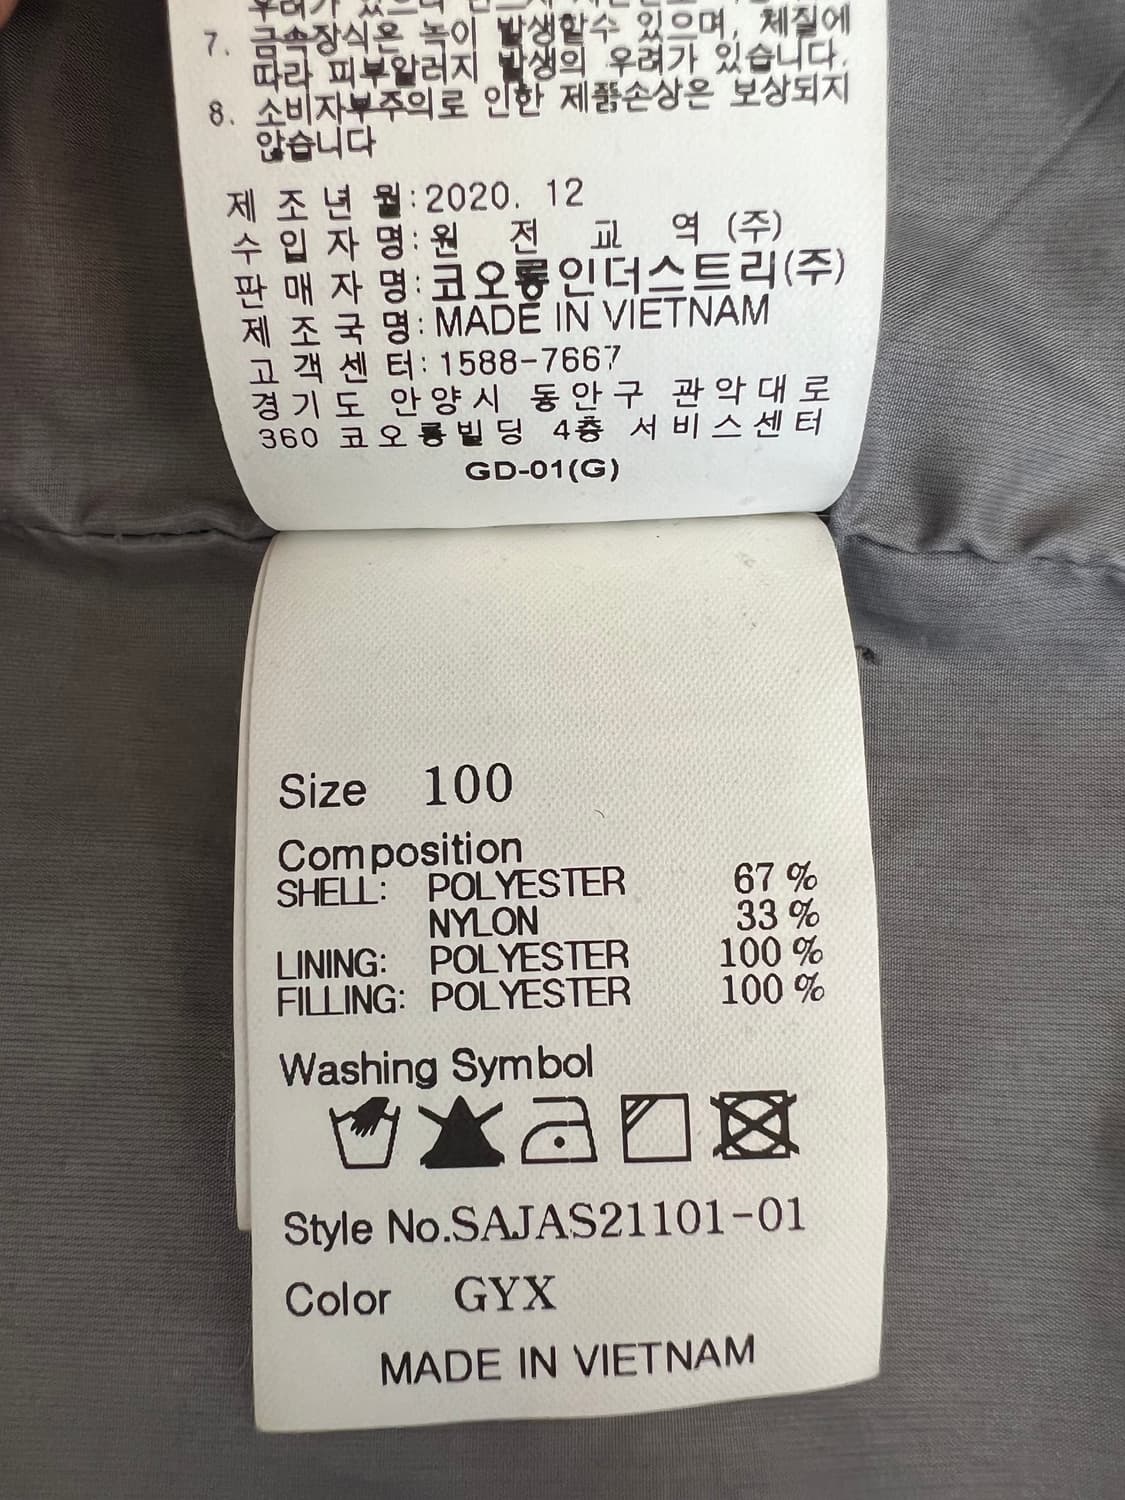 7. 금속장식은 녹이 발생할수 있으며, 체질에
따라 피부알러지 발생의 우려가 있습니다.
8. 소비자부주의로 인한 제품손상은 보상되지
않습니다
제 조 년 월:2020. 12
수 입 자 명:원 전 교 역 (주)
판 매 자 명:코오롱인더스트리(주)
제 조 국 명:MADE IN VIETNAM
고 객 센 터:1588-7667
경기도 안양시 동안구 관악대로
360 코오롱빌딩 4층 서비스센터
GD-01(G)
Size 100
Composition
SHELL: POLYESTER 67 %
NYLON 33 %
LINING: POLYESTER 100 %
FILLING: POLYESTER 100 %
Washing Symbol
Style No.SAJAS21101-01
Color GYX
MADE IN VIETNAM